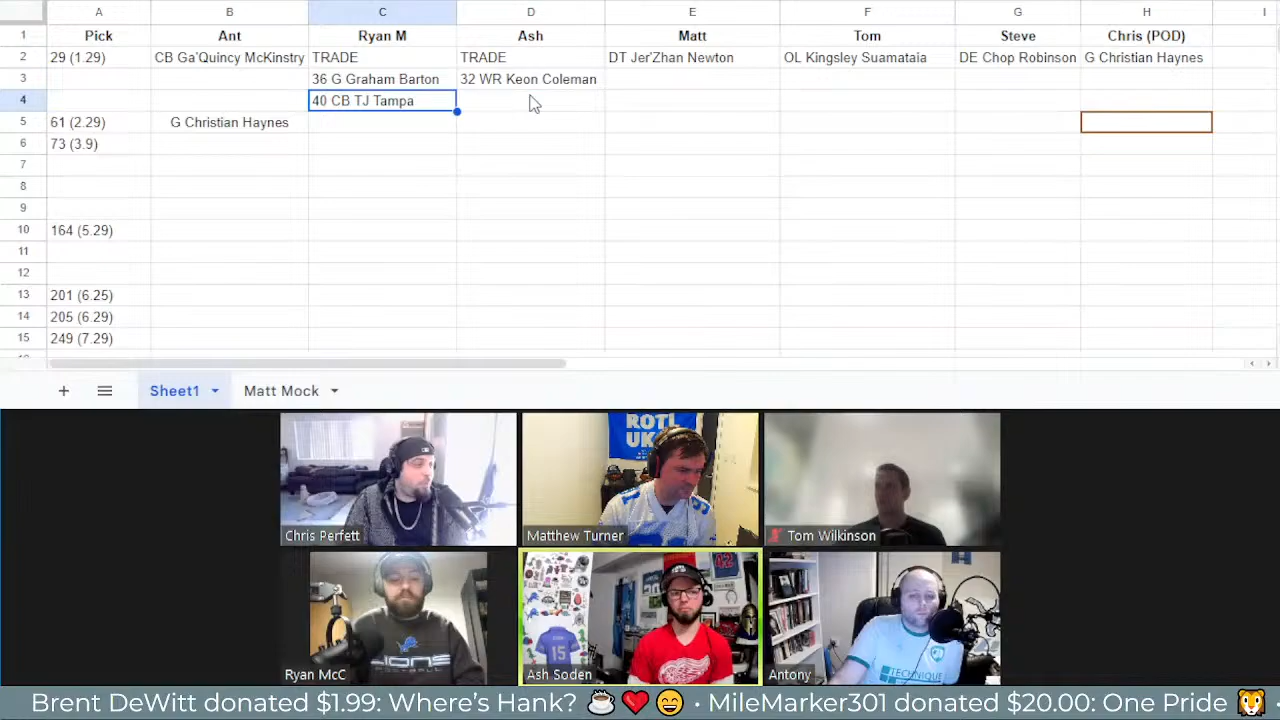 A B C D E F G H I
1 Pick Ant Ryan M Ash Matt Tom Steve Chris (POD)
2 29 (1.29) CB Ga'Quincy McKinstry TRADE TRADE DT Jer'Zhan Newton OL Kingsley Suamataia DE Chop Robinson G Christian Haynes
3 36 G Graham Barton 32 WR Keon Coleman
4 40 CB TJ Tampa
5 61 (2.29) G Christian Haynes
6 73 (3.9)
7
8
9
10 164 (5.29)
11
12
13 201 (6.25)
14 205 (6.29)
15 249 (7.29)
Sheet1 Matt Mock
ROTL
UK
Chris Perfett Matthew Turner Tom Wilkinson
42
LIONS
15
TECHNIQUE
Ryan McC Ash Soden Antony
Brent DeWitt donated $1.99: Where's Hank? ☕❤️😄 · MileMarker301 donated $20.00: One Pride 🦁